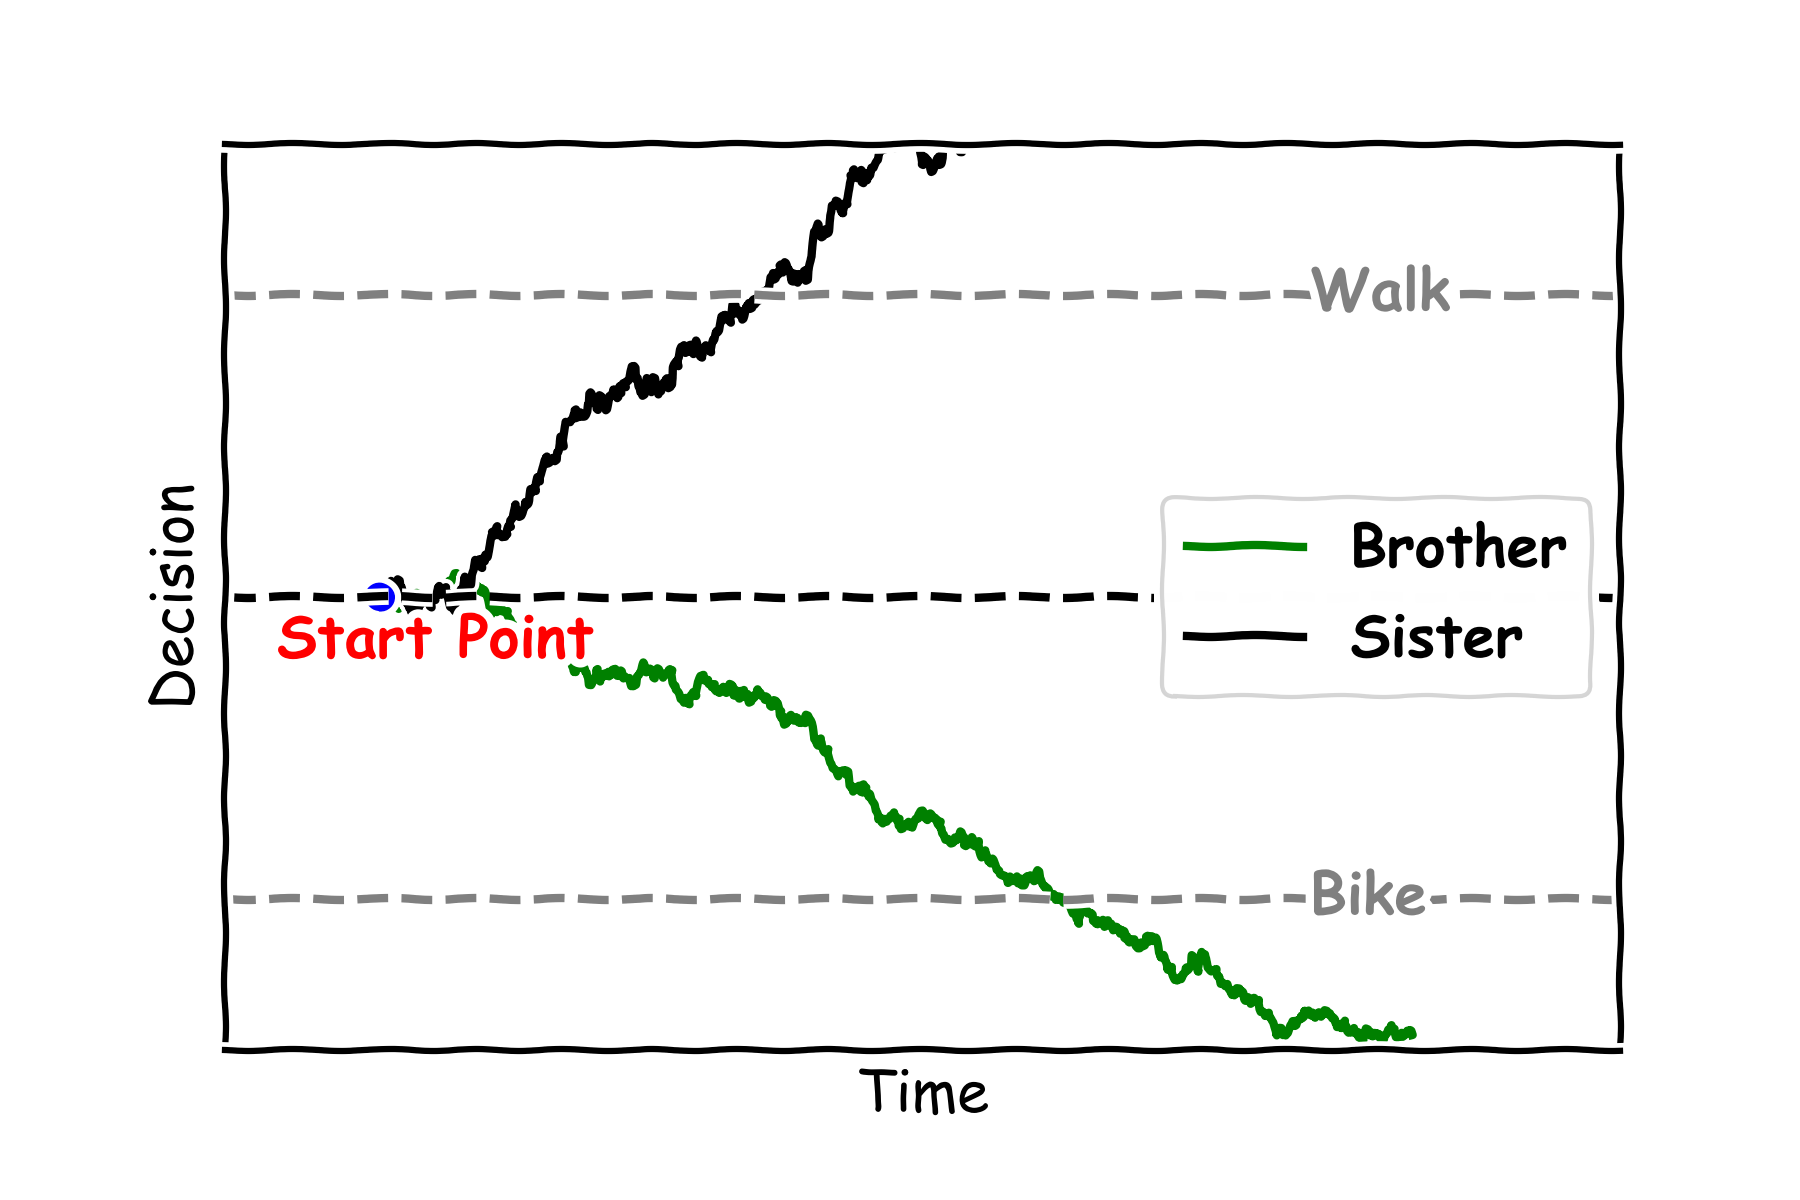 Walk
Decision
Brother
Sister
Start Point
Bike
Time